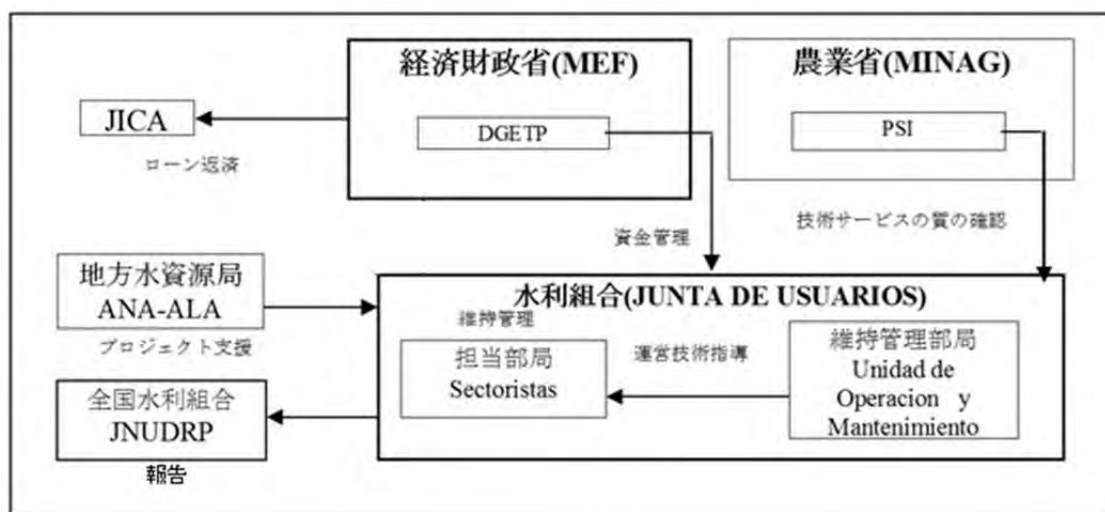 経済財政省(MEF)
農業省(MINAG)
JICA
DGETP
PSI
ローン返済
資金管理
技術サービスの質の確認
地方水資源局
ANA-ALA
プロジェクト支援
水利組合(JUNTA DE USUARIOS)
維持管理
担当部局
Sectoristas
運営技術指導
維持管理部局
Unidad de
Operacion y
Mantenimiento
全国水利組合
JNUDRP
報告